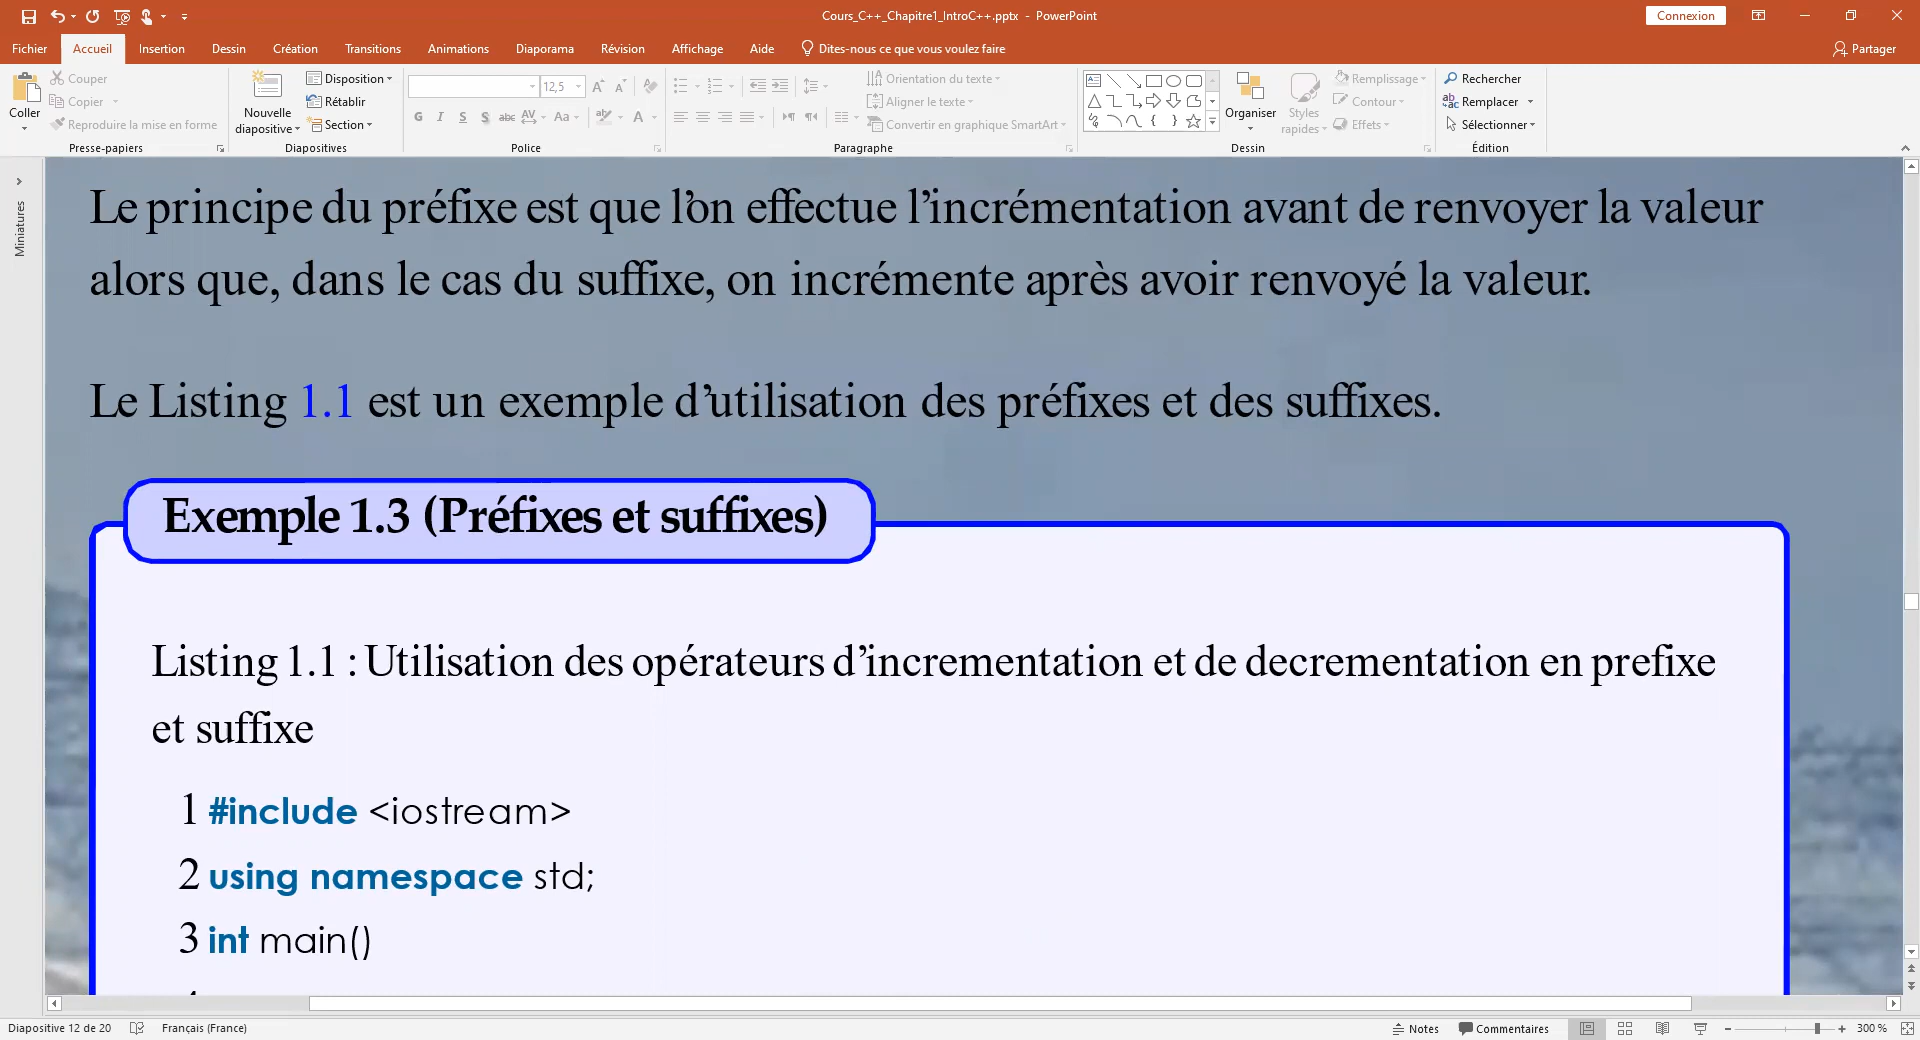 Cours_C++_Chapitre1_IntroC++.pptx - PowerPoint
Connexion
Fichier Accueil Insertion Dessin Création Transitions Animations Diaporama Révision Affichage Aide Dites-nous ce que vous voulez faire Partager
Coller
Couper
Copier
Reproduire la mise en forme
Presse-papiers
Nouvelle
diapositive
Disposition
Rétablir
Section
Diapositives
12,5
G I S S abc AV Aa A
Police
Paragraphe
Orientation du texte
Aligner le texte
Convertir en graphique SmartArt
Organiser
Styles
rapides
Remplissage
Contour
Effets
Dessin
Rechercher
Remplacer
Sélectionner
Édition
Miniatures
Le principe du préfixe est que l'on effectue l'incrémentation avant de renvoyer la valeur
alors que, dans le cas du suffixe, on incrémente après avoir renvoyé la valeur.
Le Listing 1.1 est un exemple d'utilisation des préfixes et des suffixes.
Exemple 1.3 (Préfixes et suffixes)
Listing 1.1 : Utilisation des opérateurs d'incrementation et de decrementation en prefixe
et suffixe
1 #include <iostream>
2 using namespace std;
3 int main()
Diapositive 12 de 20 Français (France) Notes Commentaires 300 %